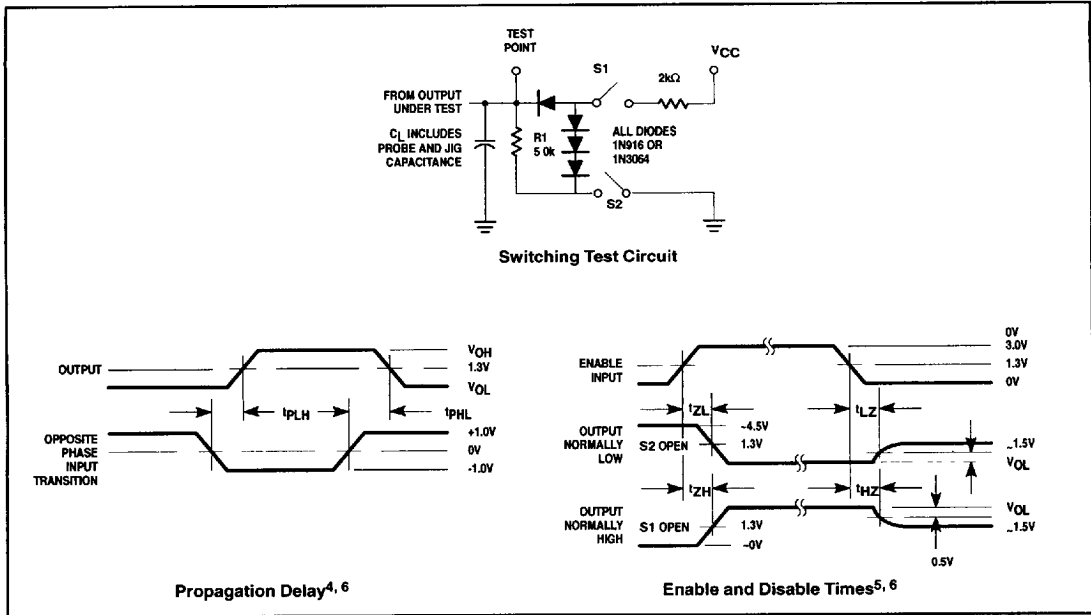 TEST
POINT
VCC
S1
2kΩ
FROM OUTPUT
UNDER TEST
CL INCLUDES
PROBE AND JIG
CAPACITANCE
R1
5 0k
ALL DIODES
1N916 OR
1N3064
S2
Switching Test Circuit
OUTPUT
VOH
1.3V
VOL
tPLH
tPHL
OPPOSITE
PHASE
INPUT
TRANSITION
+1.0V
0V
-1.0V
Propagation Delay4, 6
ENABLE
INPUT
0V
3.0V
1.3V
0V
tZL
tLZ
OUTPUT
NORMALLY
LOW
S2 OPEN
~4.5V
1.3V
~1.5V
VOL
tZH
tHZ
OUTPUT
NORMALLY
HIGH
S1 OPEN
1.3V
~0V
VOL
~1.5V
0.5V
Enable and Disable Times5, 6